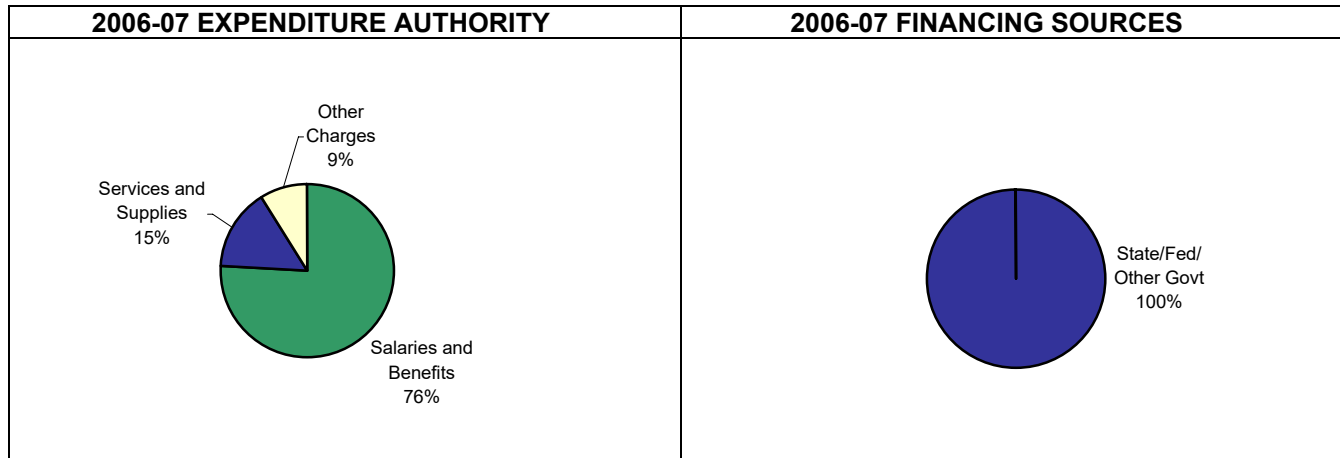 2006-07 EXPENDITURE AUTHORITY
Other
Charges
9%
Services and
Supplies
15%
Salaries and
Benefits
76%
2006-07 FINANCING SOURCES
State/Fed/
Other Govt
100%